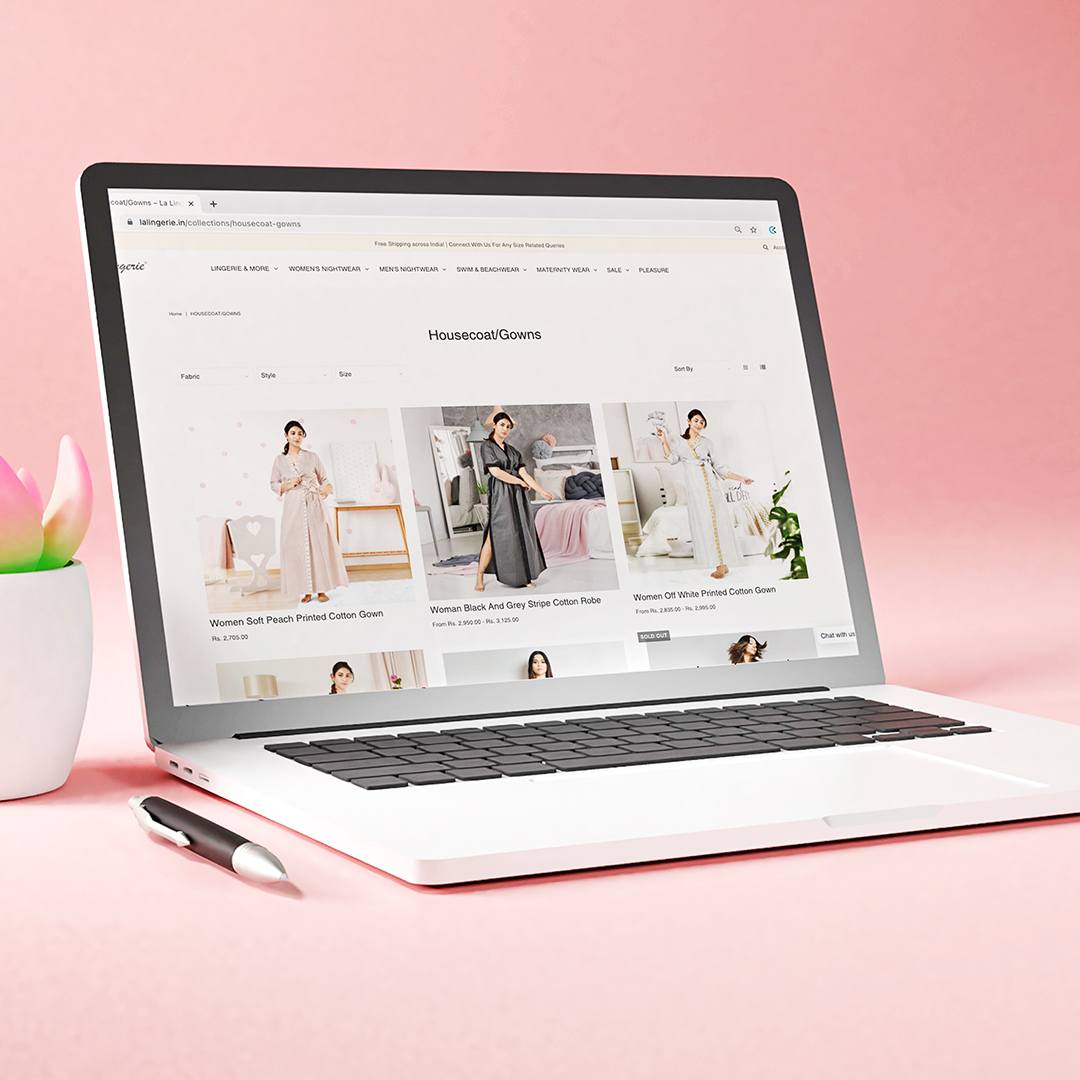 coat/Gowns – La Lin
lalingerie.in/collections/housecoat-gowns
Free Shipping across India! | Connect With Us For Any Size Related Queries
Accou
ngerie
LINGERIE & MORE WOMEN'S NIGHTWEAR MEN'S NIGHTWEAR SWIM & BEACHWEAR MATERNITY WEAR SALE PLEASURE
Home | HOUSECOAT/GOWNS
Housecoat/Gowns
Fabric Style Size Sort By
Women Soft Peach Printed Cotton Gown
Rs. 2,705.00
Woman Black And Grey Stripe Cotton Robe
From Rs. 2,950.00 - Rs. 3,125.00
Women Off White Printed Cotton Gown
From Rs. 2,835.00 - Rs. 2,995.00
SOLD OUT
Chat with us